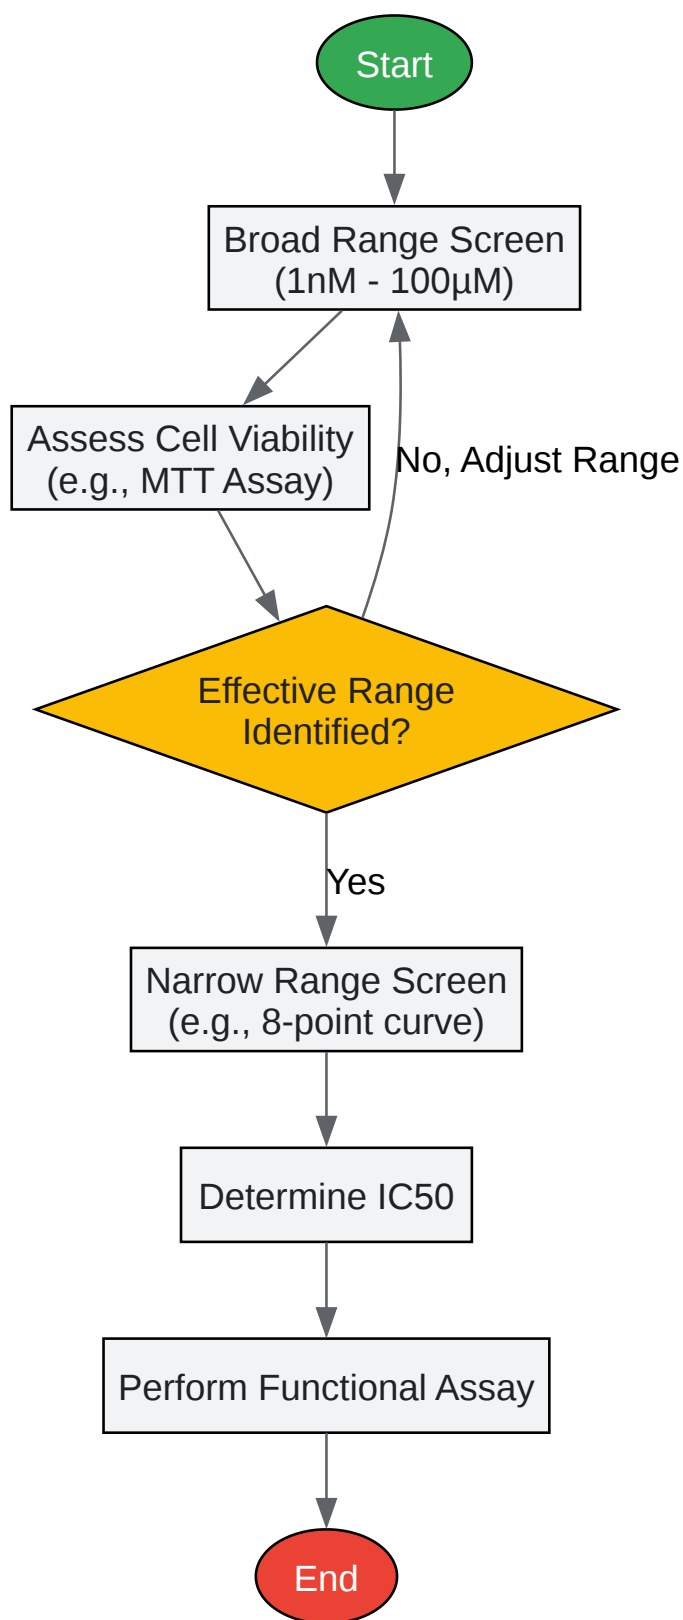 Start
Broad Range Screen
(1nM - 100µM)
Assess Cell Viability
(e.g., MTT Assay)
No, Adjust Range
Effective Range
Identified?
Yes
Narrow Range Screen
(e.g., 8-point curve)
Determine IC50
Perform Functional Assay
End